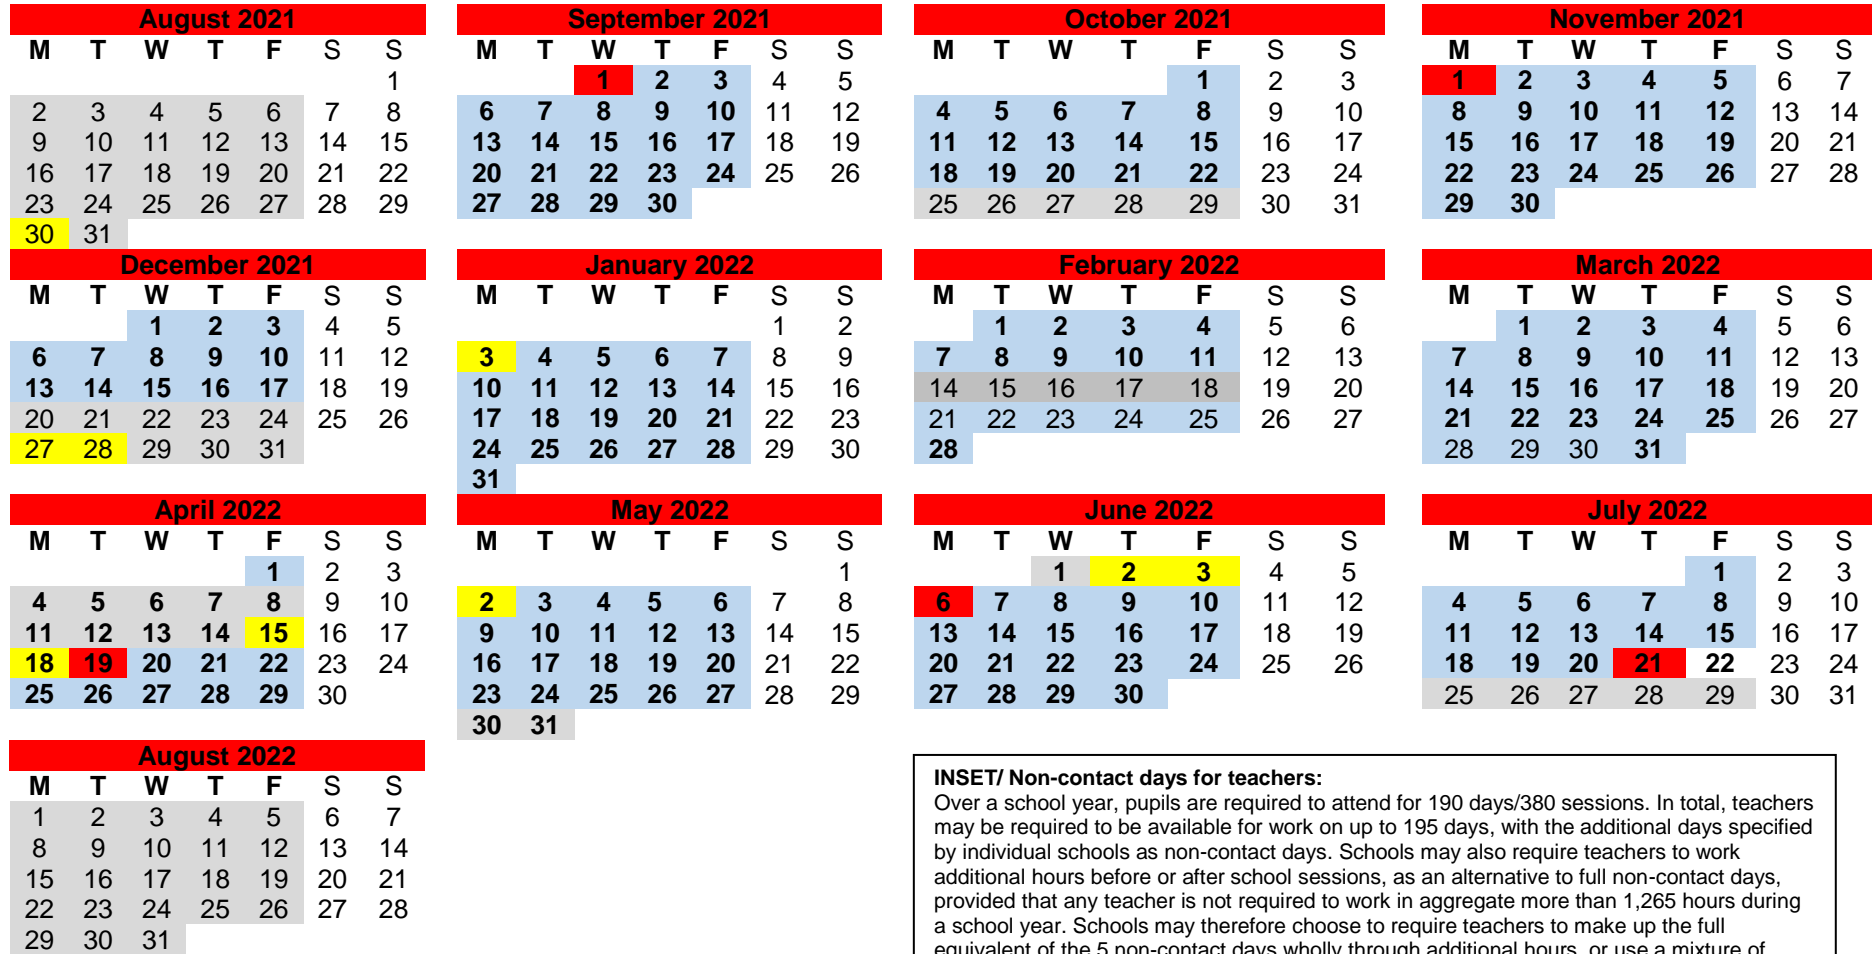 August 2021
M T W T F S S
1
2 3 4 5 6 7 8
9 10 11 12 13 14 15
16 17 18 19 20 21 22
23 24 25 26 27 28 29
30 31
September 2021
M T W T F S S
1 2 3 4 5
6 7 8 9 10 11 12
13 14 15 16 17 18 19
20 21 22 23 24 25 26
27 28 29 30
October 2021
M T W T F S S
1 2 3
4 5 6 7 8 9 10
11 12 13 14 15 16 17
18 19 20 21 22 23 24
25 26 27 28 29 30 31
November 2021
M T W T F S S
1 2 3 4 5 6 7
8 9 10 11 12 13 14
15 16 17 18 19 20 21
22 23 24 25 26 27 28
29 30
December 2021
M T W T F S S
1 2 3 4 5
6 7 8 9 10 11 12
13 14 15 16 17 18 19
20 21 22 23 24 25 26
27 28 29 30 31
January 2022
M T W T F S S
1 2
3 4 5 6 7 8 9
10 11 12 13 14 15 16
17 18 19 20 21 22 23
24 25 26 27 28 29 30
31
February 2022
M T W T F S S
1 2 3 4 5 6
7 8 9 10 11 12 13
14 15 16 17 18 19 20
21 22 23 24 25 26 27
28
March 2022
M T W T F S S
1 2 3 4 5 6
7 8 9 10 11 12 13
14 15 16 17 18 19 20
21 22 23 24 25 26 27
28 29 30 31
April 2022
M T W T F S S
1 2 3
4 5 6 7 8 9 10
11 12 13 14 15 16 17
18 19 20 21 22 23 24
25 26 27 28 29 30
May 2022
M T W T F S S
1
2 3 4 5 6 7 8
9 10 11 12 13 14 15
16 17 18 19 20 21 22
23 24 25 26 27 28 29
30 31
June 2022
M T W T F S S
1 2 3 4 5
6 7 8 9 10 11 12
13 14 15 16 17 18 19
20 21 22 23 24 25 26
27 28 29 30
July 2022
M T W T F S S
1 2 3
4 5 6 7 8 9 10
11 12 13 14 15 16 17
18 19 20 21 22 23 24
25 26 27 28 29 30 31
August 2022
M T W T F S S
1 2 3 4 5 6 7
8 9 10 11 12 13 14
15 16 17 18 19 20 21
22 23 24 25 26 27 28
29 30 31
INSET/ Non-contact days for teachers:
Over a school year, pupils are required to attend for 190 days/380 sessions. In total, teachers
may be required to be available for work on up to 195 days, with the additional days specified
by individual schools as non-contact days. Schools may also require teachers to work
additional hours before or after school sessions, as an alternative to full non-contact days,
provided that any teacher is not required to work in aggregate more than 1,265 hours during
a school year. Schools may therefore choose to require teachers to make up the full
equivalent of the 5 non-contact days wholly through additional hours, or use a mixture of